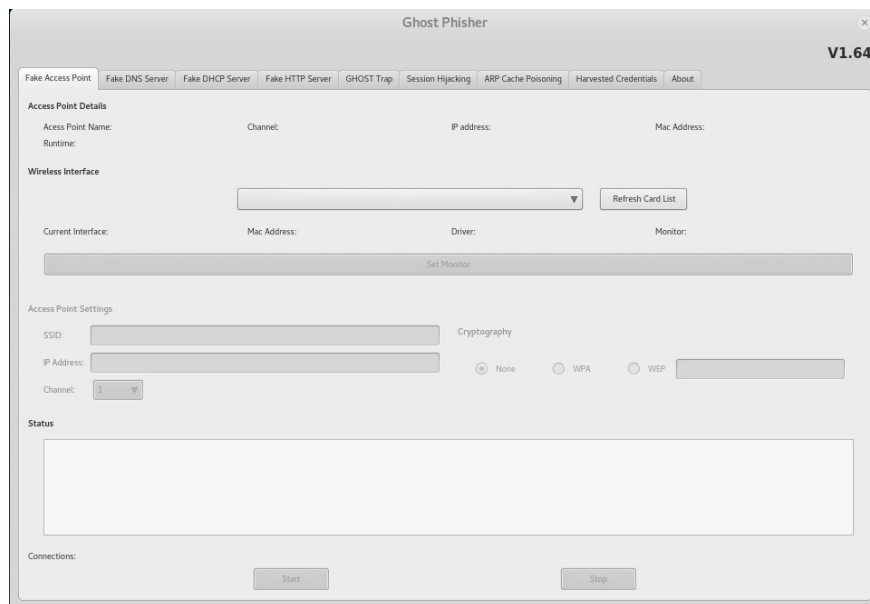 Ghost Phisher
V1.64
Fake Access Point Fake DNS Server Fake DHCP Server Fake HTTP Server GHOST Trap Session Hijacking ARP Cache Poisoning Harvested Credentials About
Access Point Details
Acess Point Name: Channel: IP address: Mac Address:
Runtime:
Wireless Interface
Refresh Card List
Current Interface: Mac Address: Driver: Monitor:
Set Monitor
Access Point Settings
SSID: Cryptography
IP Address: None WPA WEP
Channel: 1
Status
Connections:
Start Stop